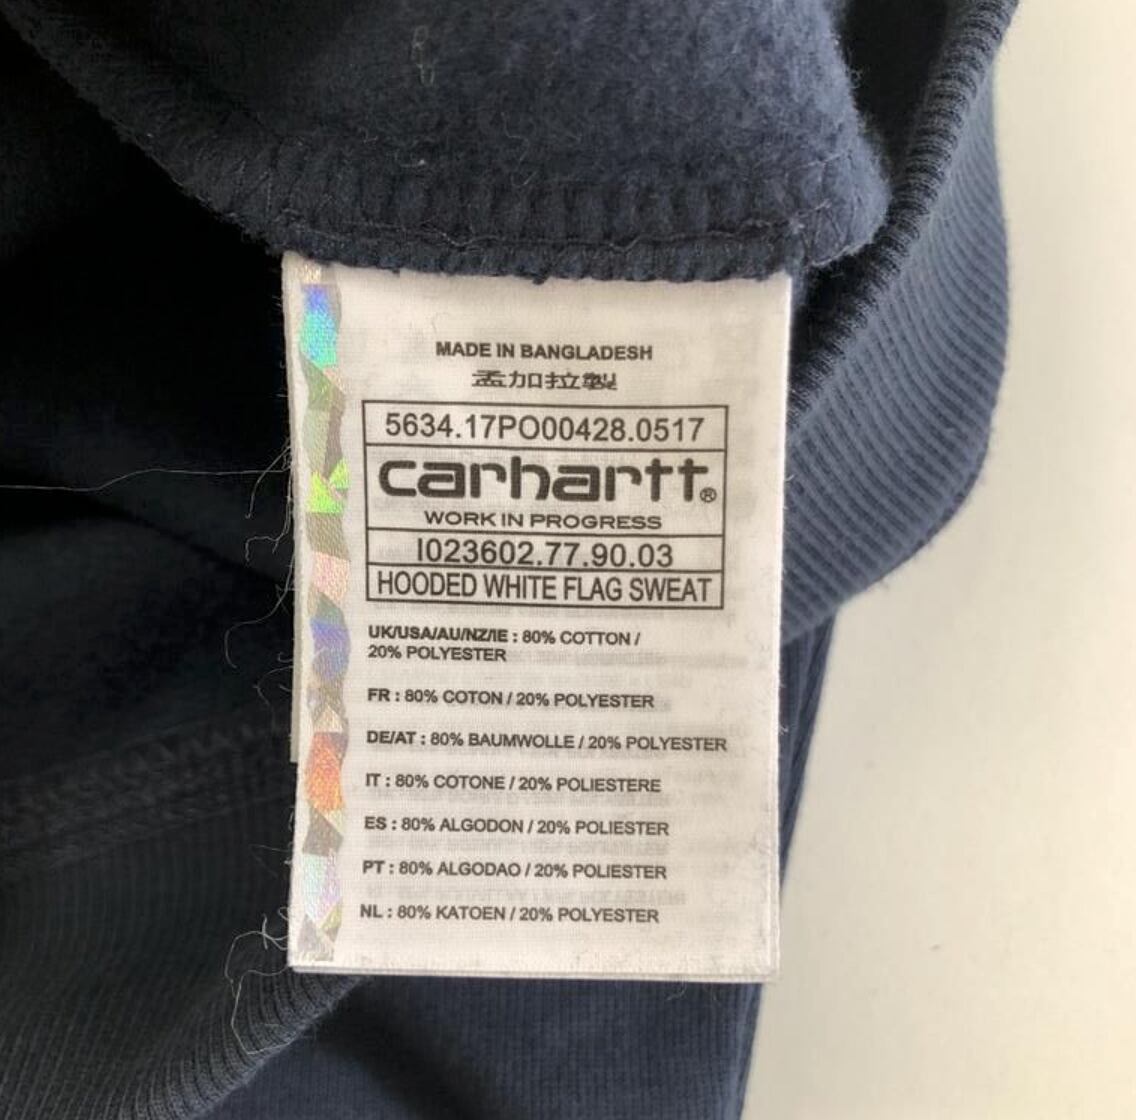 MADE IN BANGLADESH
孟加拉製
5634.17PO00428.0517
carhartt®
WORK IN PROGRESS
I023602.77.90.03
HOODED WHITE FLAG SWEAT
UK/USA/AU/NZ/IE : 80% COTTON /
20% POLYESTER
FR : 80% COTON / 20% POLYESTER
DE/AT : 80% BAUMWOLLE / 20% POLYESTER
IT : 80% COTONE / 20% POLIESTERE
ES : 80% ALGODON / 20% POLIESTER
PT : 80% ALGODAO / 20% POLIESTER
NL : 80% KATOEN / 20% POLYESTER